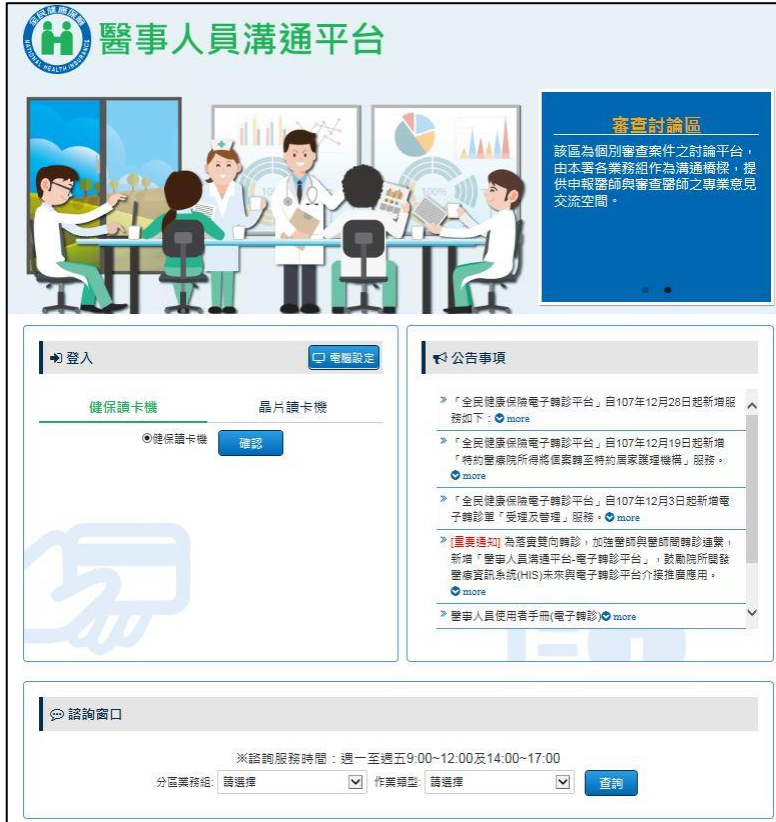 全民健康保險
NATIONAL HEALTH INSURANCE
醫事人員溝通平台
100%
100%
審查討論區
該區為個別審查案件之討論平台，
由本署各業務組作為溝通橋樑，提
供申報醫師與審查醫師之專業意見
交流空間。
登入
電腦設定
健保讀卡機
晶片讀卡機
健保讀卡機
確認
公告事項
「全民健康保險電子轉診平台」自107年12月28日起新增服
務如下：more
「全民健康保險電子轉診平台」自107年12月19日起新增
「特約醫療院所得將個案轉至特約居家護理機構」服務。
more
「全民健康保險電子轉診平台」自107年12月3日起新增電
子轉診單「受理及管理」服務。more
[重要通知] 為落實雙向轉診，加強醫師與醫師間轉診連繫，
新增「醫事人員溝通平台-電子轉診平台」，鼓勵院所開發
醫療資訊系統(HIS)未來與電子轉診平台介接推廣應用。
more
醫事人員使用者手冊(電子轉診)more
諮詢窗口
※諮詢服務時間：週一至週五9:00~12:00及14:00~17:00
分區業務組: 請選擇 作業類型: 請選擇 查詢